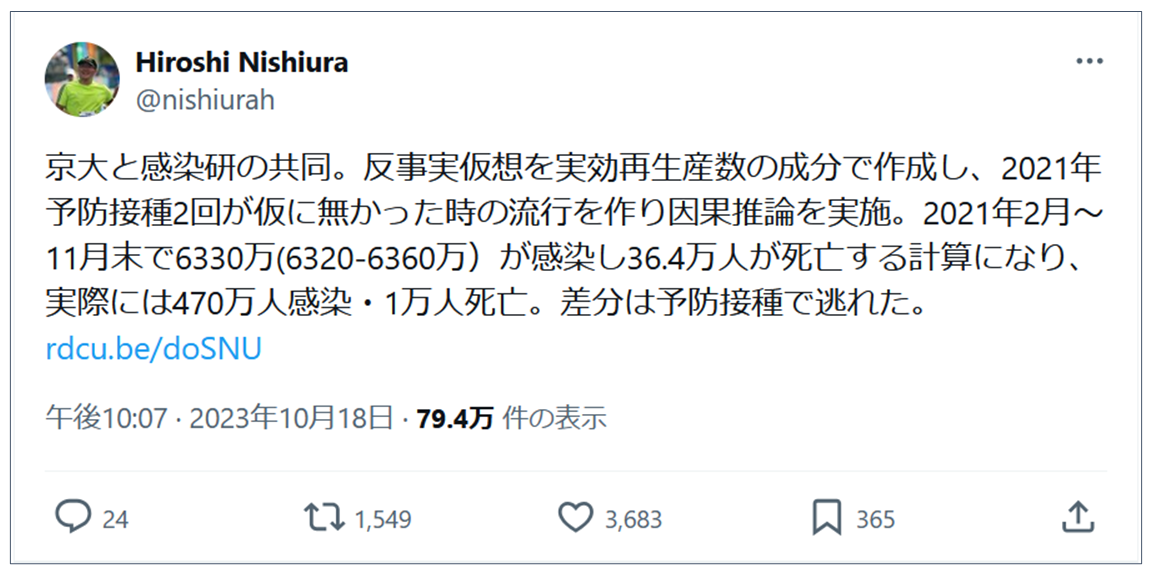 Hiroshi Nishiura
@nishiurah
京大と感染研の共同。反事実仮想を実効再生産数の成分で作成し、2021年
予防接種2回が仮に無かった時の流行を作り因果推論を実施。2021年2月～
11月末で6330万(6320-6360万）が感染し36.4万人が死亡する計算になり、
実際には470万人感染・1万人死亡。差分は予防接種で逃れた。
rdcu.be/doSNU
午後10:07 · 2023年10月18日 · 79.4万 件の表示
24 1,549 3,683 365